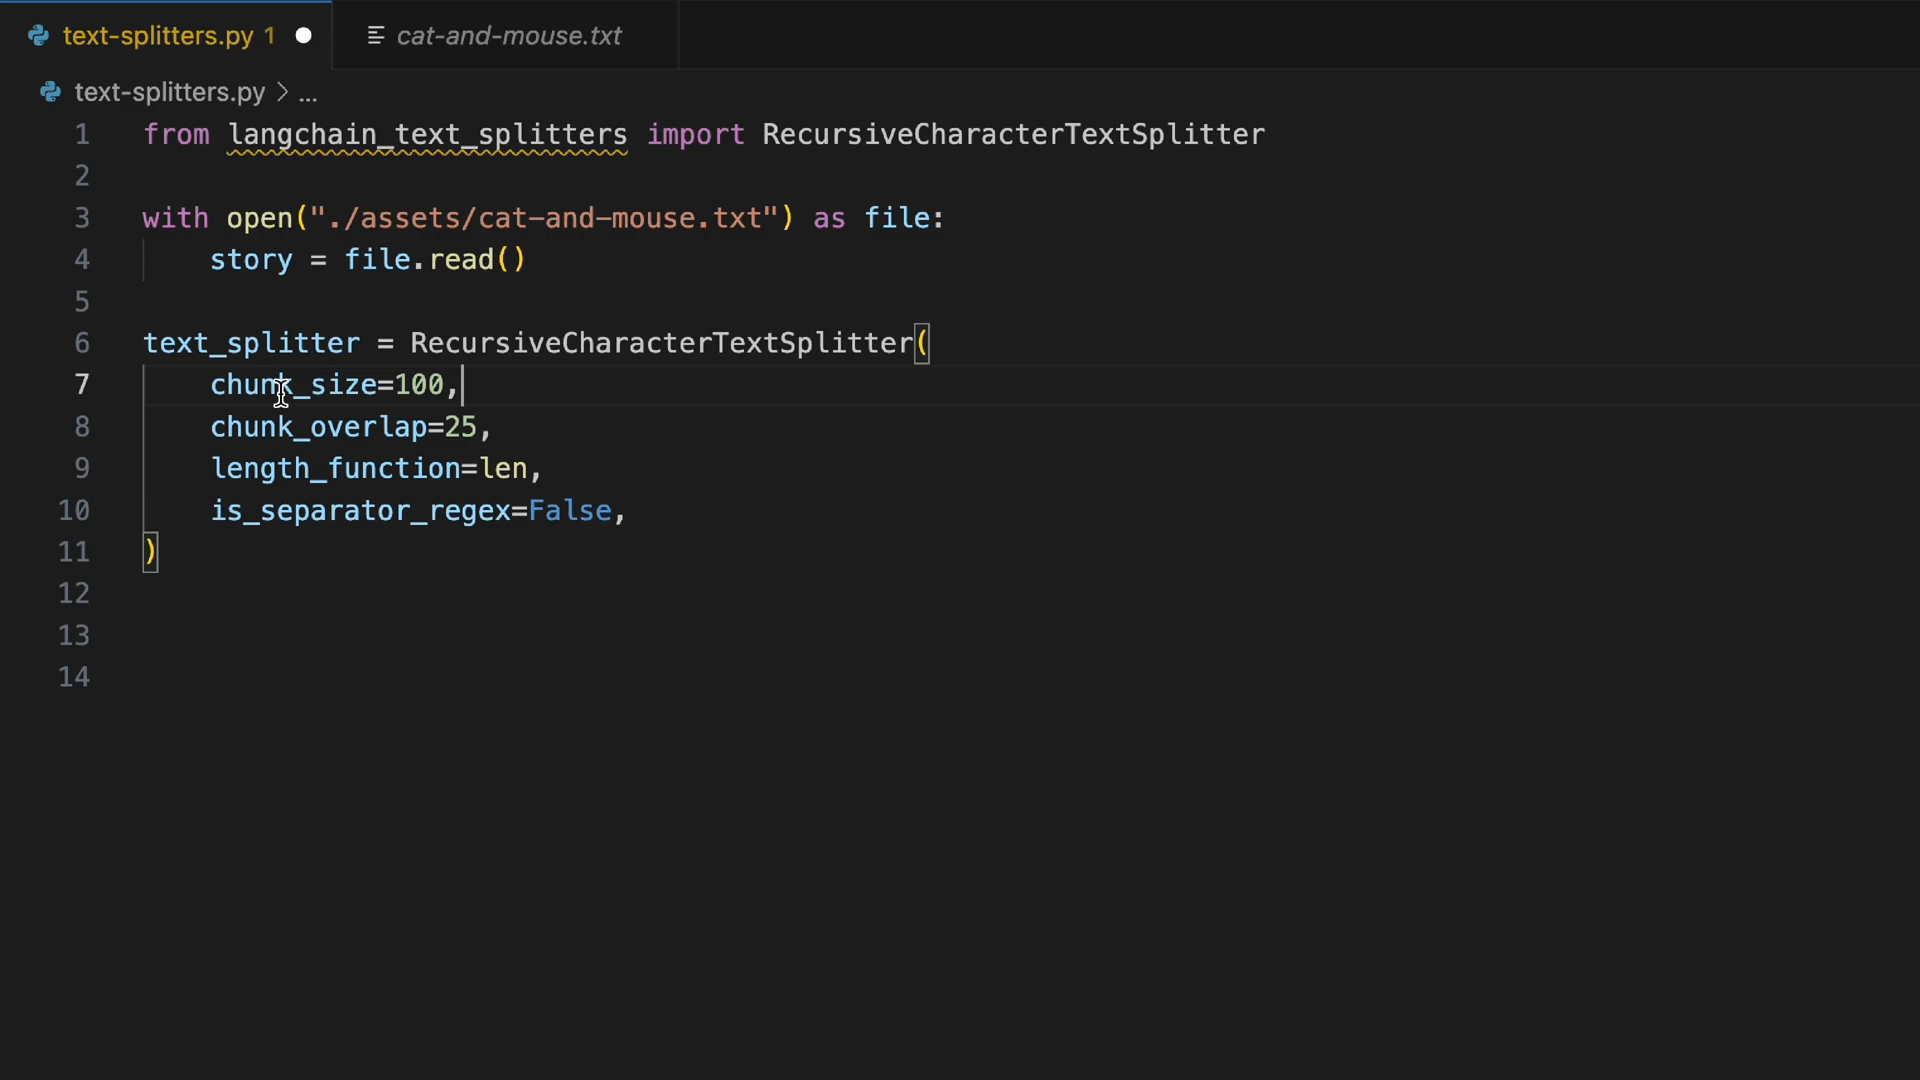 text-splitters.py 1
cat-and-mouse.txt
text-splitters.py > ...
1 from langchain_text_splitters import RecursiveCharacterTextSplitter
2
3 with open("./assets/cat-and-mouse.txt") as file:
4     story = file.read()
5
6 text_splitter = RecursiveCharacterTextSplitter(
7     chunk_size=100,
8     chunk_overlap=25,
9     length_function=len,
10     is_separator_regex=False,
11 )
12
13
14